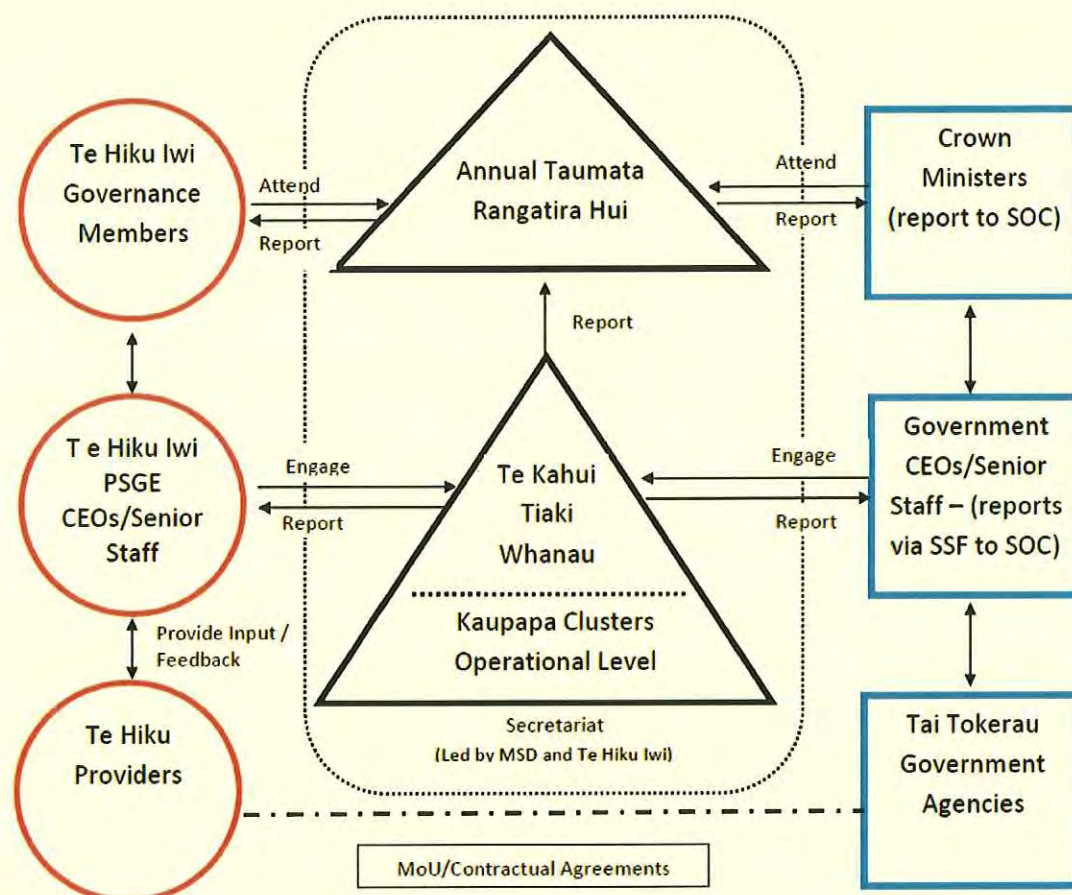 Te Hiku Iwi
Governance
Members
Attend
Report
Annual Taumata
Rangatira Hui
Attend
Report
Crown
Ministers
(report to SOC)
Report
T e Hiku Iwi
PSGE
CEOs/Senior
Staff
Engage
Report
Te Kahui
Tiaki
Whanau
Kaupapa Clusters
Operational Level
Engage
Report
Government
CEOs/Senior
Staff – (reports
via SSF to SOC)
Provide Input /
Feedback
Te Hiku
Providers
Secretariat
(Led by MSD and Te Hiku Iwi)
Tai Tokerau
Government
Agencies
MoU/Contractual Agreements